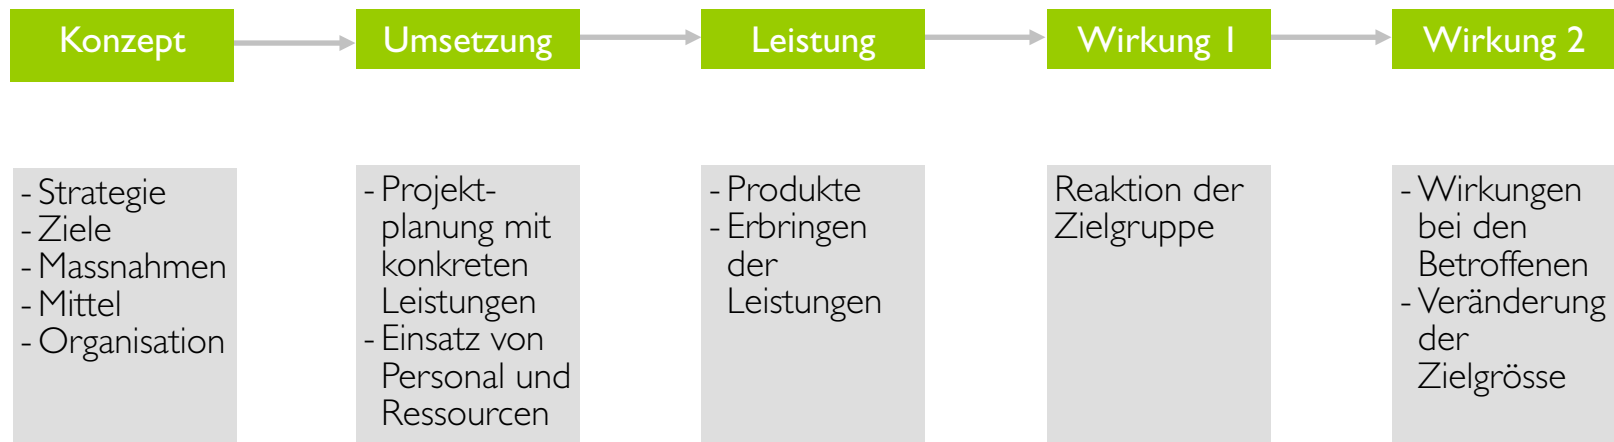 Konzept
Umsetzung
Leistung
Wirkung 1
Wirkung 2
- Strategie
- Ziele
- Massnahmen
- Mittel
- Organisation
- Projekt-
planung mit
konkreten
Leistungen
- Einsatz von
Personal und
Ressourcen
- Produkte
- Erbringen
der
Leistungen
Reaktion der
Zielgruppe
- Wirkungen
bei den
Betroffenen
- Veränderung
der
Zielgrösse